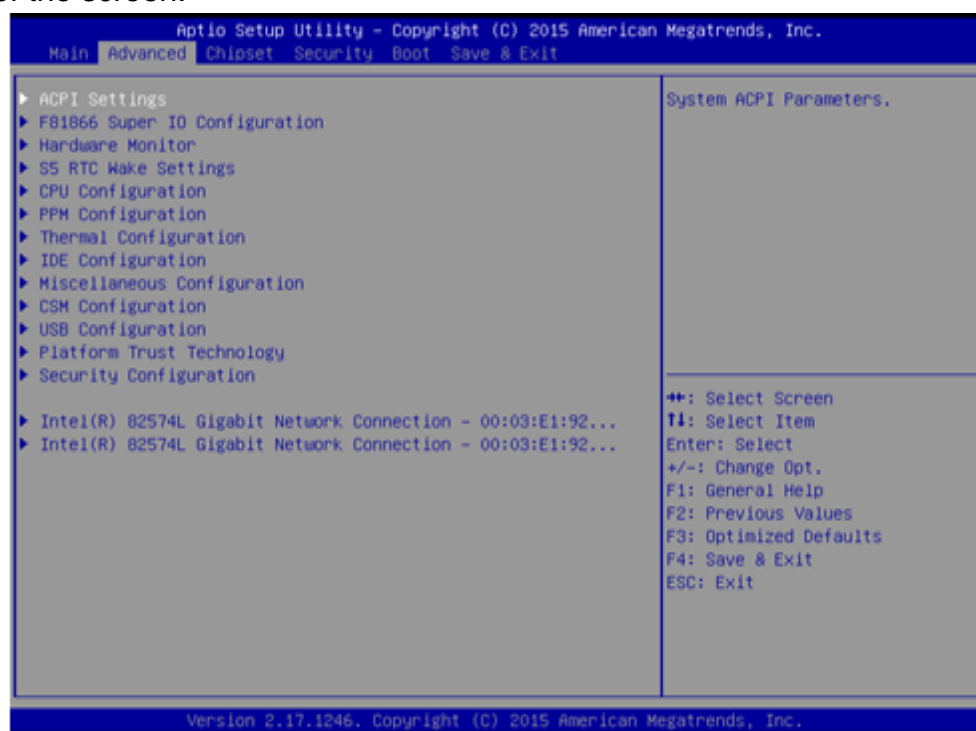 of the screen.
Aptio Setup Utility – Copyright (C) 2015 American Megatrends, Inc.
Main Advanced Chipset Security Boot Save & Exit
▶ ACPI Settings
▶ F81866 Super IO Configuration
▶ Hardware Monitor
▶ S5 RTC Wake Settings
▶ CPU Configuration
▶ PPM Configuration
▶ Thermal Configuration
▶ IDE Configuration
▶ Miscellaneous Configuration
▶ CSM Configuration
▶ USB Configuration
▶ Platform Trust Technology
▶ Security Configuration
▶ Intel(R) 82574L Gigabit Network Connection – 00:03:E1:92...
▶ Intel(R) 82574L Gigabit Network Connection – 00:03:E1:92...
System ACPI Parameters.
→←: Select Screen
↑↓: Select Item
Enter: Select
+/-: Change Opt.
F1: General Help
F2: Previous Values
F3: Optimized Defaults
F4: Save & Exit
ESC: Exit
Version 2.17.1246. Copyright (C) 2015 American Megatrends, Inc.